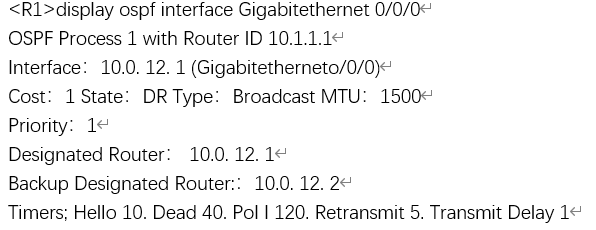 <R1>display ospf interface Gigabitethernet 0/0/0↵
OSPF Process 1 with Router ID 10.1.1.1↵
Interface：10.0. 12. 1 (Gigabitetherneto/0/0)↵
Cost：1 State：DR Type：Broadcast MTU：1500↵
Priority：1↵
Designated Router： 10.0. 12. 1↵
Backup Designated Router:：10.0. 12. 2↵
Timers; Hello 10. Dead 40. Pol I 120. Retransmit 5. Transmit Delay 1↵